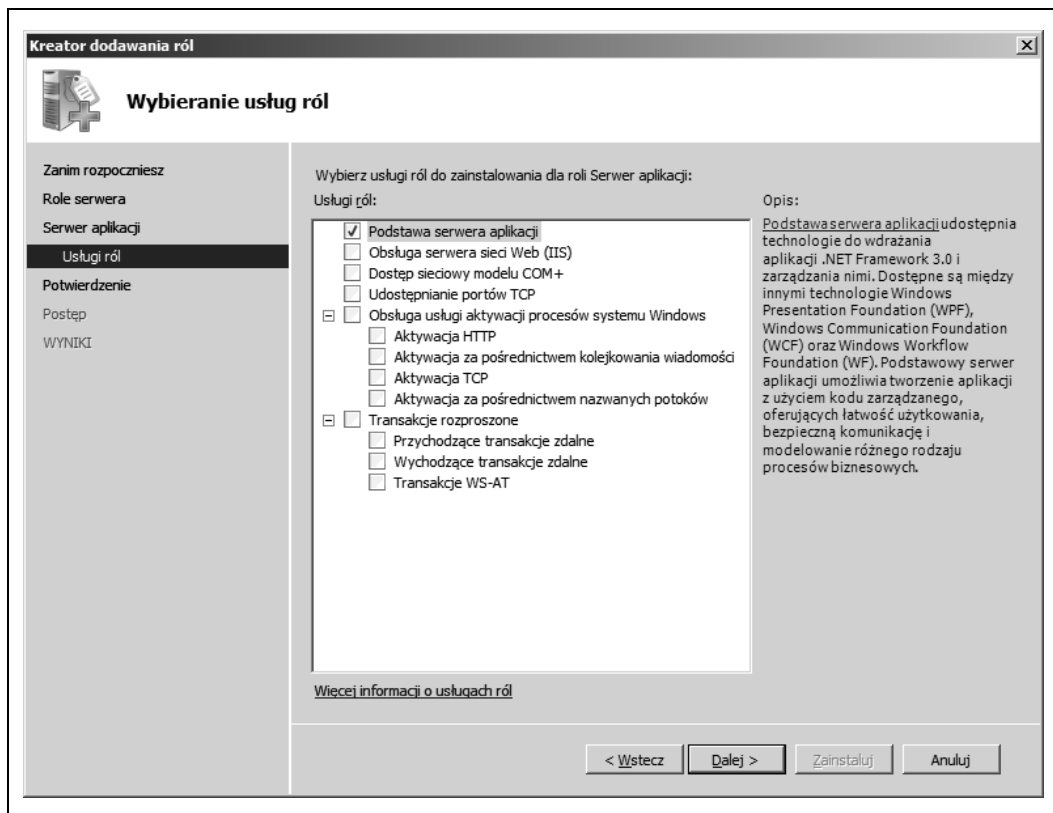 Kreator dodawania ról
Wybieranie usług ról
Zanim rozpoczniesz
Role serwera
Serwer aplikacji
Usługi ról
Potwierdzenie
Postęp
WYNIKI
Wybierz usługi ról do zainstalowania dla roli Serwer aplikacji:
Usługi ról:
Podstawa serwera aplikacji
Obsługa serwera sieci Web (IIS)
Dostęp sieciowy modelu COM+
Udostępnianie portów TCP
Obsługa usługi aktywacji procesów systemu Windows
Aktywacja HTTP
Aktywacja za pośrednictwem kolejkowania wiadomości
Aktywacja TCP
Aktywacja za pośrednictwem nazwanych potoków
Transakcje rozproszone
Przychodzące transakcje zdalne
Wychodzące transakcje zdalne
Transakcje WS-AT
Więcej informacji o usługach ról
Opis:
Podstawa serwera aplikacji udostępnia
technologie do wdrażania
aplikacji .NET Framework 3.0 i
zarządzania nimi. Dostępne są między
innymi technologie Windows
Presentation Foundation (WPF),
Windows Communication Foundation
(WCF) oraz Windows Workflow
Foundation (WF). Podstawowy serwer
aplikacji umożliwia tworzenie aplikacji
z użyciem kodu zarządzanego,
oferujących łatwość użytkowania,
bezpieczną komunikację i
modelowanie różnego rodzaju
procesów biznesowych.
< Wstecz
Dalej >
Zainstaluj
Anuluj